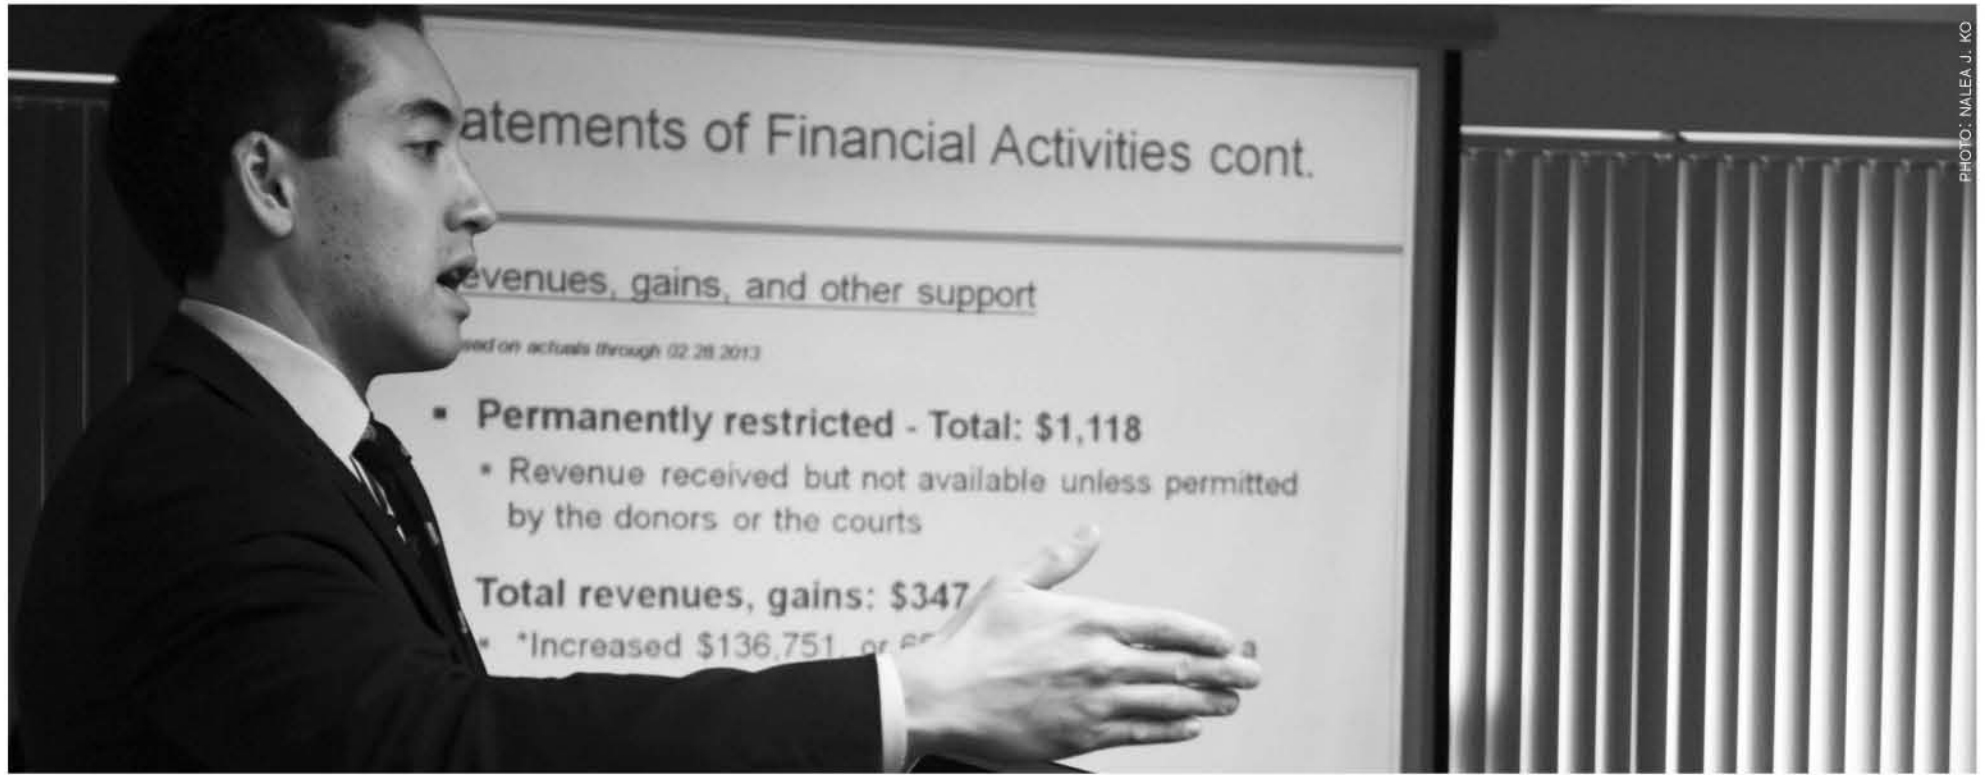 atements of Financial Activities cont.
evenues, gains, and other support
sed on actuals through 02.28.2013
▪ Permanently restricted - Total: $1,118
▪ Revenue received but not available unless permitted
by the donors or the courts
Total revenues, gains: $347
▪ *Increased $136,751, or a
PHOTO: NALEA J. KO